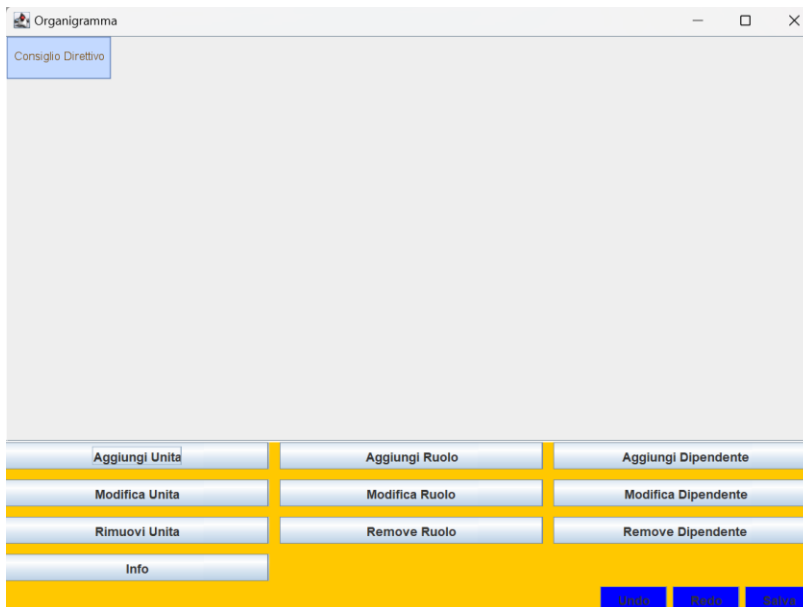 Organigramma
Consiglio Direttivo
Aggiungi Unita Aggiungi Ruolo Aggiungi Dipendente
Modifica Unita Modifica Ruolo Modifica Dipendente
Rimuovi Unita Remove Ruolo Remove Dipendente
Info
Undo Redo Salva